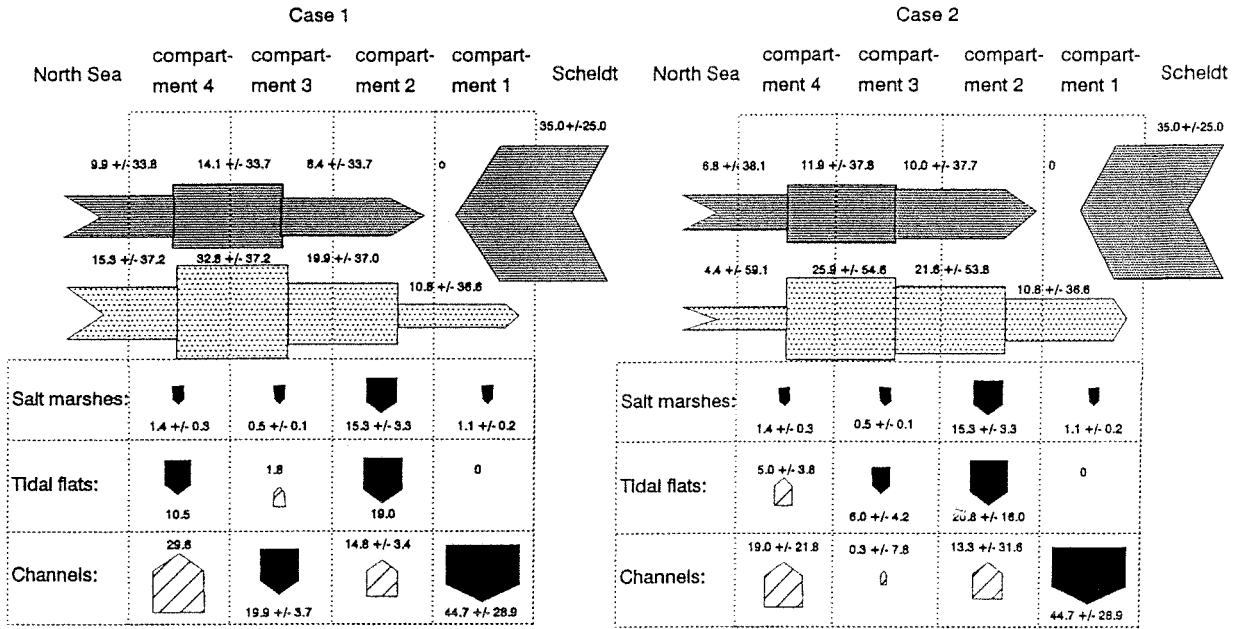 Case 1
Case 2
North Sea
compart-
ment 4
compart-
ment 3
compart-
ment 2
compart-
ment 1
Scheldt
35.0 +/-25.0
9.9 +/- 33.8
14.1 +/- 33.7
8.4 +/- 33.7
0
15.3 +/- 37.2
32.8 +/- 37.2
19.9 +/- 37.0
10.8 +/- 36.6
Salt marshes:
1.4 +/- 0.3
0.5 +/- 0.1
15.3 +/- 3.3
1.1 +/- 0.2
Tidal flats:
10.5
1.8
19.0
0
Channels:
29.6
19.9 +/- 3.7
14.8 +/- 3.4
44.7 +/- 28.9
North Sea
compart-
ment 4
compart-
ment 3
compart-
ment 2
compart-
ment 1
Scheldt
35.0 +/- 25.0
6.8 +/- 38.1
11.9 +/- 37.8
10.0 +/- 37.7
0
4.4 +/- 59.1
25.9 +/- 54.6
21.6 +/- 53.8
10.8 +/- 36.6
Salt marshes:
1.4 +/- 0.3
0.5 +/- 0.1
15.3 +/- 3.3
1.1 +/- 0.2
Tidal flats:
5.0 +/- 3.8
6.0 +/- 4.2
20.8 +/- 16.0
0
Channels:
19.0 +/- 21.8
0.3 +/- 7.8
13.3 +/- 31.6
44.7 +/- 28.9